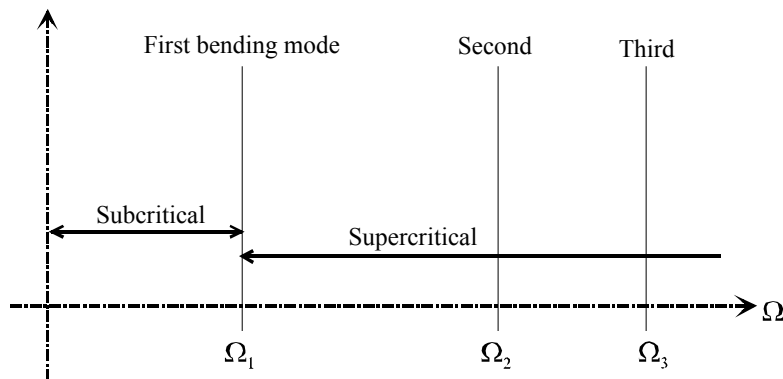 First bending mode
Second
Third
Subcritical
Supercritical
Ω
Ω₁
Ω₂
Ω₃